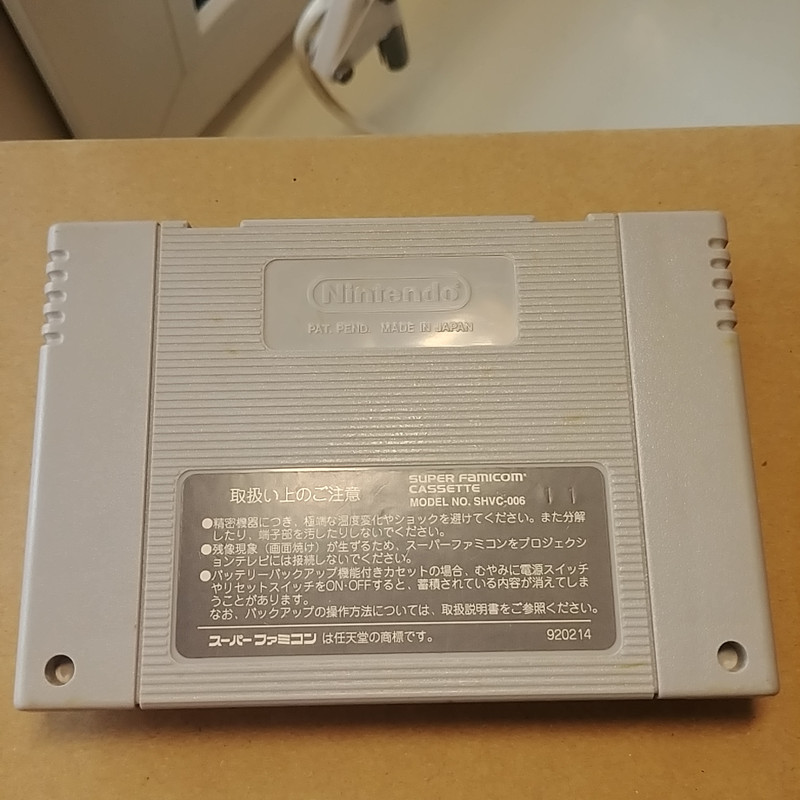 Nintendo
PAT. PEND. MADE IN JAPAN
取扱い上のご注意
SUPER FAMICOM
CASSETTE
MODEL NO. SHVC-006
11
●精密機器につき、極端な温度変化やショックを避けてください。また分解
したり、端子部を汚したりしないでください。
●残像現象(画面焼け)が生ずるため、スーパーファミコンをプロジェクシ
ョンテレビには接続しないでください。
●バッテリーバックアップ機能付きカセットの場合、むやみに電源スイッチ
やリセットスイッチをON・OFFすると、蓄積されている内容が消えてしま
うことがあります。
なお、バックアップの操作方法については、取扱説明書をご参照ください。
スーパーファミコン は任天堂の商標です。
920214